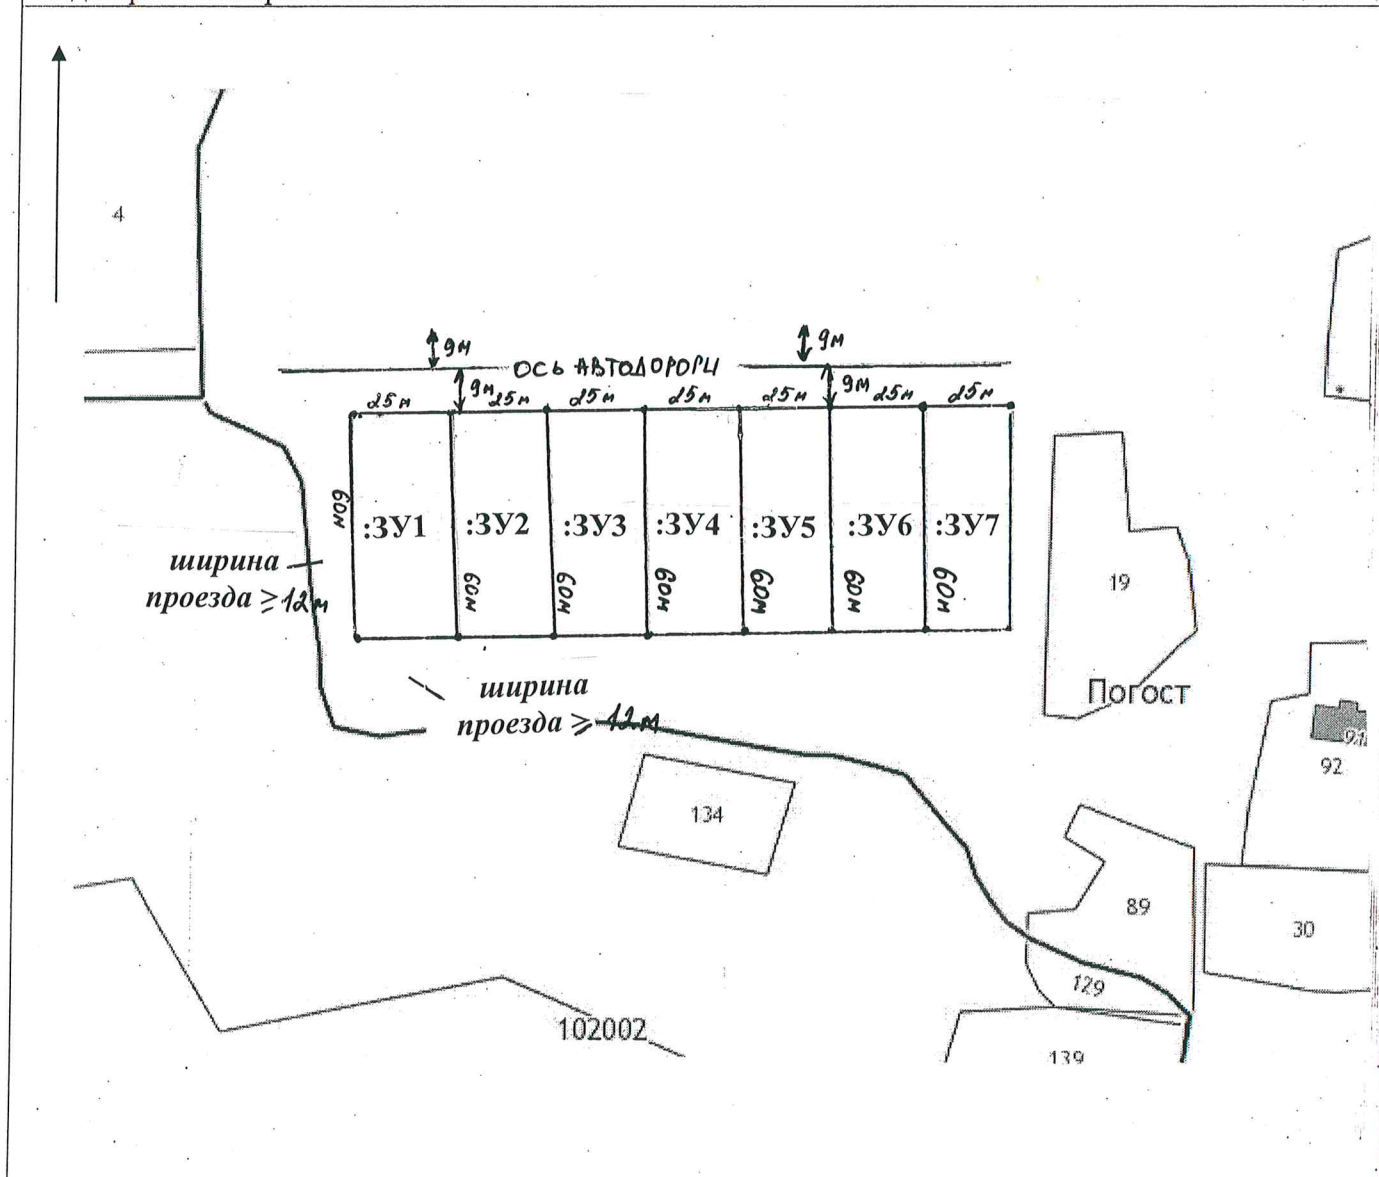 4
9м
9м
ОСЬ АВТОДОРОГИ
9м
9м
25м
25м
25м
25м
25м
25м
25м
60м
:ЗУ1
:ЗУ2
:ЗУ3
:ЗУ4
:ЗУ5
:ЗУ6
:ЗУ7
60м
60м
60м
60м
60м
60м
ширина
проезда ≥12м
ширина
проезда ≥12м
19
Погост
91
92
134
89
30
129
102002
139